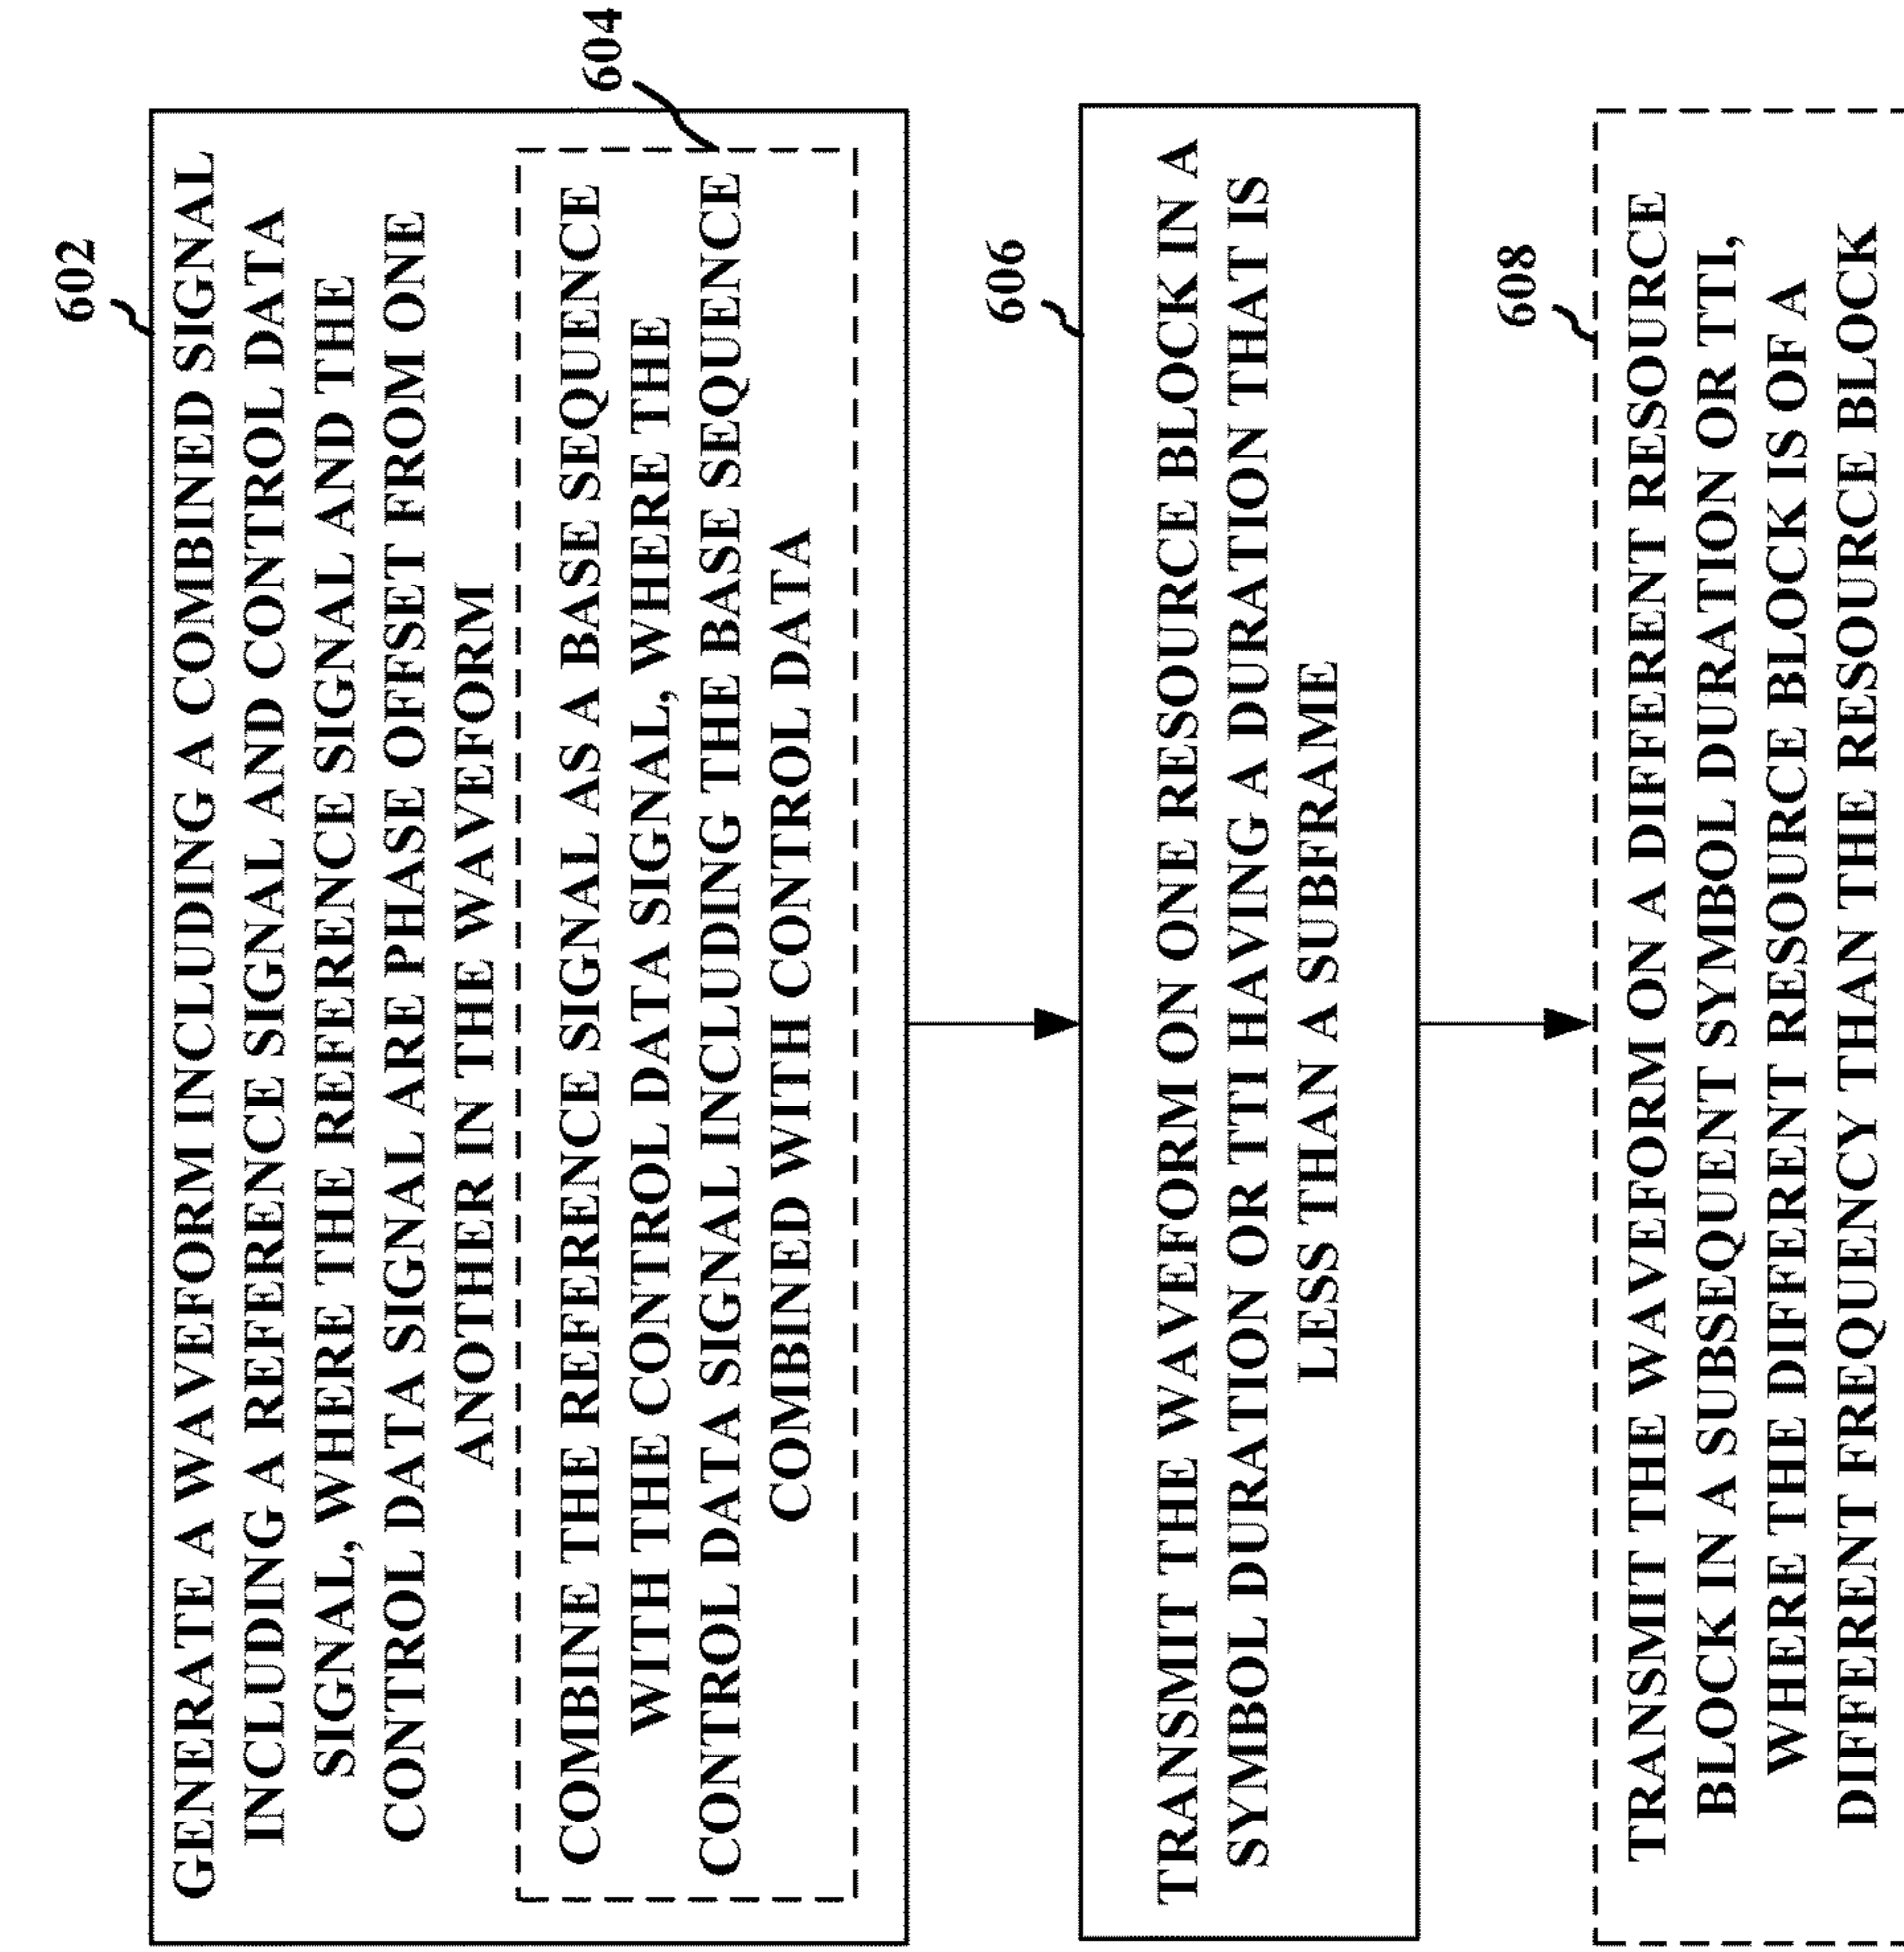 602
GENERATE A WAVEFORM INCLUDING A COMBINED SIGNAL
INCLUDING A REFERENCE SIGNAL AND CONTROL DATA
SIGNAL, WHERE THE REFERENCE SIGNAL AND THE
CONTROL DATA SIGNAL ARE PHASE OFFSET FROM ONE
ANOTHER IN THE WAVEFORM
604
COMBINE THE REFERENCE SIGNAL AS A BASE SEQUENCE
WITH THE CONTROL DATA SIGNAL, WHERE THE
CONTROL DATA SIGNAL INCLUDING THE BASE SEQUENCE
COMBINED WITH CONTROL DATA
606
TRANSMIT THE WAVEFORM ON ONE RESOURCE BLOCK IN A
SYMBOL DURATION OR TTI HAVING A DURATION THAT IS
LESS THAN A SUBFRAME
608
TRANSMIT THE WAVEFORM ON A DIFFERENT RESOURCE
BLOCK IN A SUBSEQUENT SYMBOL DURATION OR TTI,
WHERE THE DIFFERENT RESOURCE BLOCK IS OF A
DIFFERENT FREQUENCY THAN THE RESOURCE BLOCK